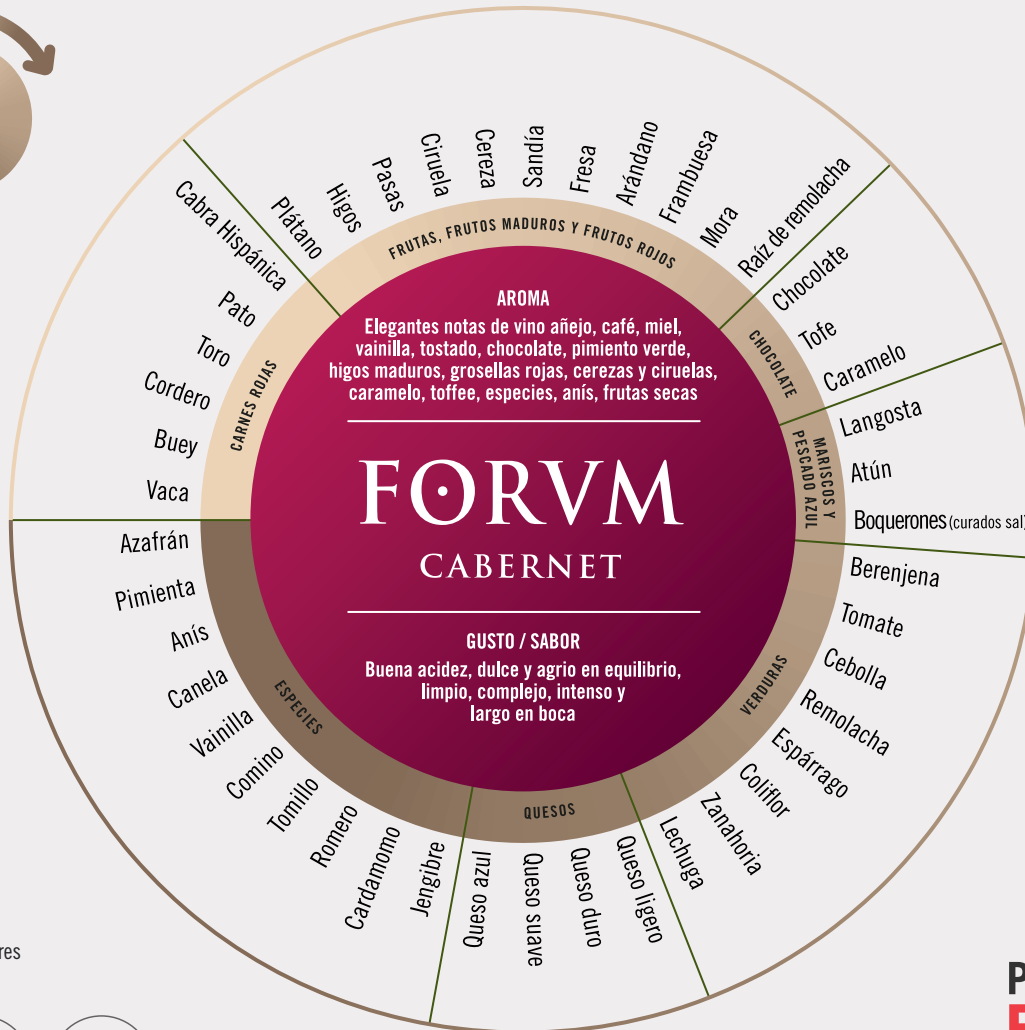 Cabra Hispánica
Plátano
Higos
Pasas
Ciruela
Cereza
Sandía
Fresa
Arándano
Frambuesa
Mora
Raíz de remolacha
Chocolate
Tofe
Caramelo
Langosta
Atún
Boquerones (curados sal)
Berenjena
Tomate
Cebolla
Remolacha
Espárrago
Coliflor
Zanahoria
Lechuga
Queso ligero
Queso duro
Queso suave
Queso azul
Jengibre
Cardamomo
Romero
Tomillo
Comino
Vainilla
Canela
Anís
Pimienta
Azafrán
Vaca
Buey
Cordero
Toro
Pato
FRUTAS, FRUTOS MADUROS Y FRUTOS ROJOS
CHOCOLATE
MARISCOS Y
PESCADO AZUL
VERDURAS
QUESOS
ESPECIES
CARNES ROJAS
AROMA
Elegantes notas de vino añejo, café, miel,
vainilla, tostado, chocolate, pimiento verde,
higos maduros, grosellas rojas, cerezas y ciruelas,
caramelo, toffee, especies, anís, frutas secas
FORVM
CABERNET
GUSTO / SABOR
Buena acidez, dulce y agrio en equilibrio,
limpio, complejo, intenso y
largo en boca
res
P